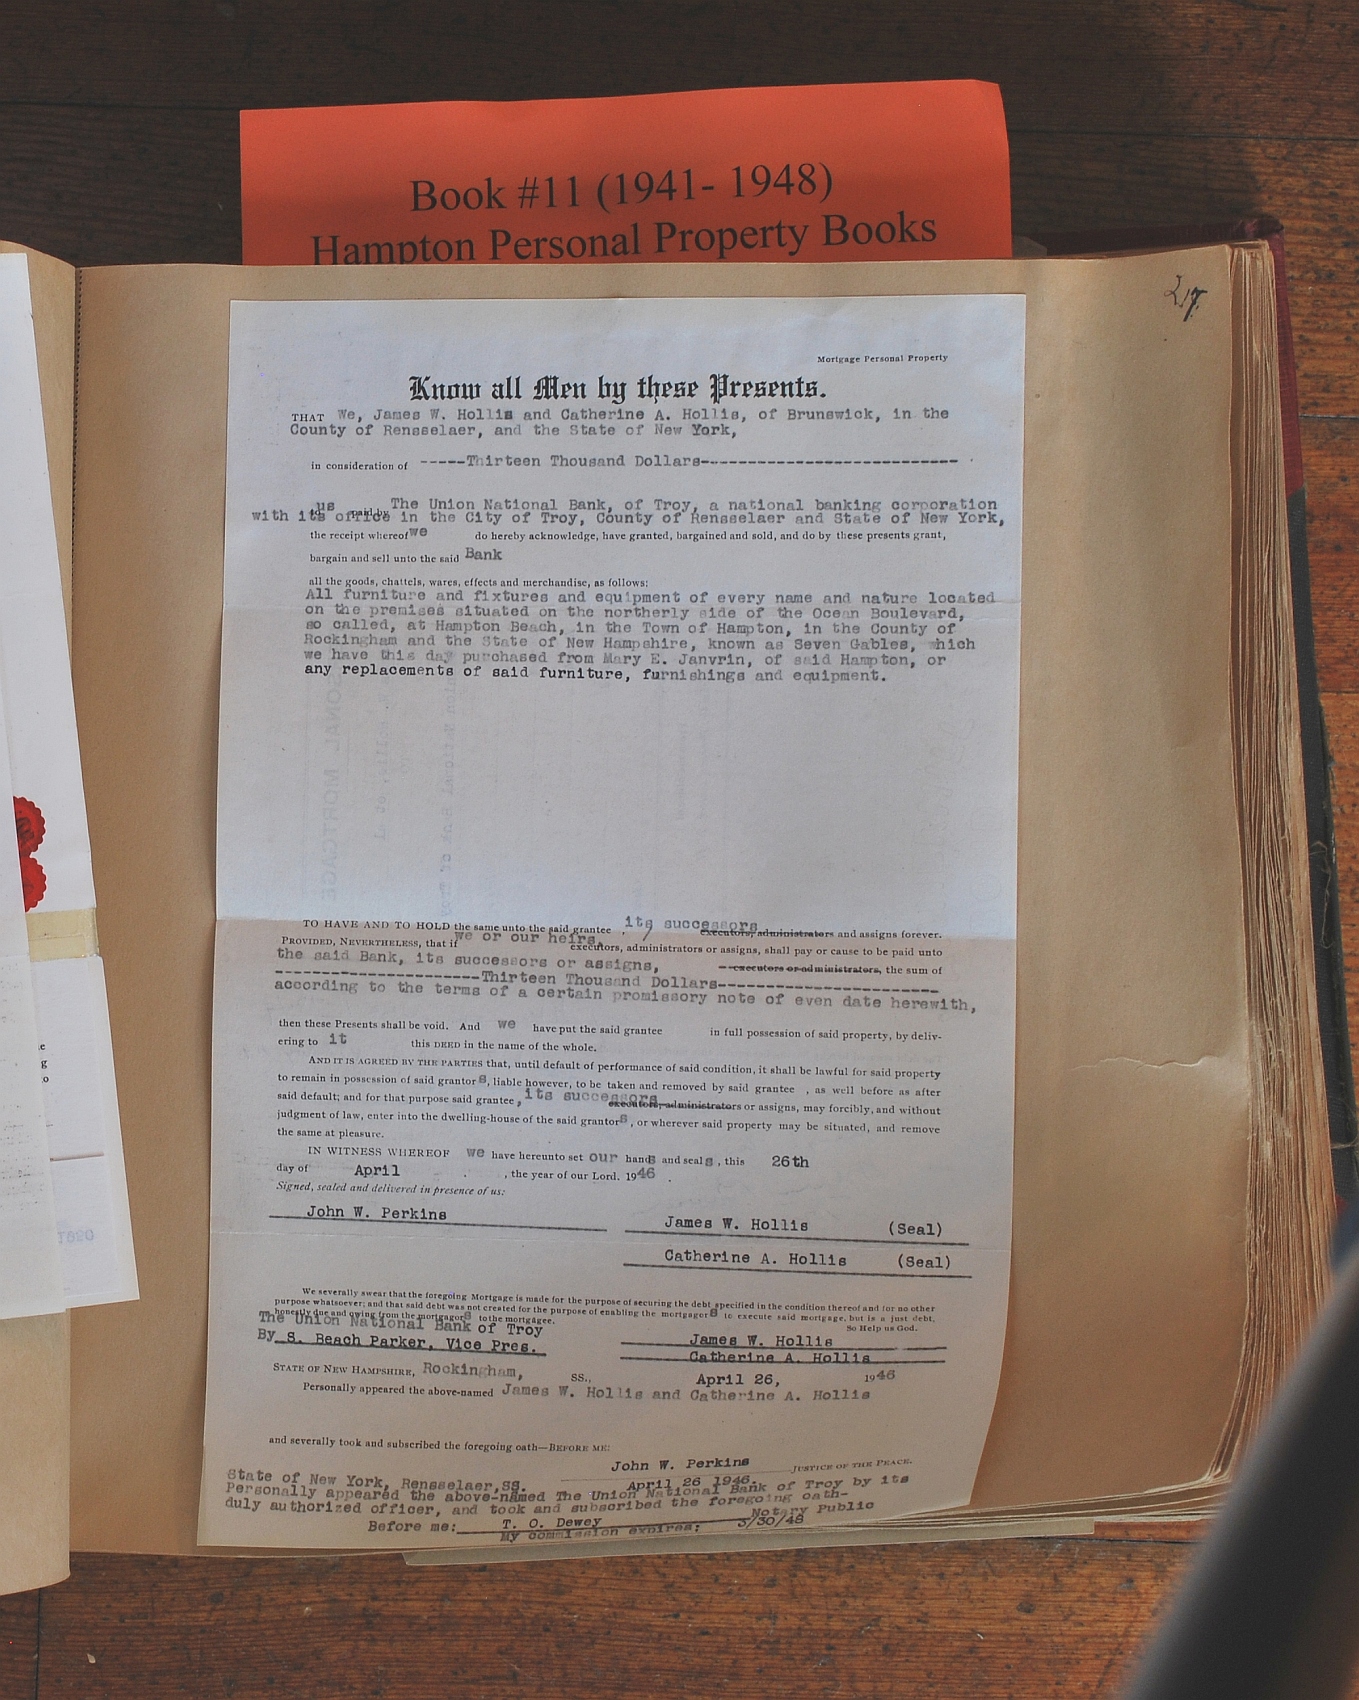 Book #11 (1941- 1948)
Hampton Personal Property Books
217.
Mortgage Personal Property
Know all Men by these Presents.
THAT We, James W. Hollis and Catherine A. Hollis, of Brunswick, in the
County of Rensselaer, and the State of New York,
in consideration of -----Thirteen Thousand Dollars--------------------------------
us paid by The Union National Bank, of Troy, a national banking corporation
with its office in the City of Troy, County of Rensselaer and State of New York,
the receipt whereof we do hereby acknowledge, have granted, bargained and sold, and do by these presents grant,
bargain and sell unto the said Bank
all the goods, chattels, wares, effects and merchandise, as follows:
All furniture and fixtures and equipment of every name and nature located
on the premises situated on the northerly side of the Ocean Boulevard,
so called, at Hampton Beach, in the Town of Hampton, in the County of
Rockingham and the State of New Hampshire, known as Seven Gables, which
we have this day purchased from Mary E. Janvrin, of said Hampton, or
any replacements of said furniture, furnishings and equipment.
TO HAVE AND TO HOLD the same unto the said grantee , its successors executors, administrators and assigns forever.
PROVIDED, NEVERTHELESS, that if we or our heirs, executors, administrators or assigns, shall pay or cause to be paid unto
the said Bank, its successors or assigns, --executors or administrators, the sum of
--------------------------Thirteen Thousand Dollars----------------------------
according to the terms of a certain promissory note of even date herewith,
then these Presents shall be void. And we have put the said grantee in full possession of said property, by deliv-
ering to it this DEED in the name of the whole.
AND IT IS AGREED BY THE PARTIES that, until default of performance of said condition, it shall be lawful for said property
to remain in possession of said grantors, liable however, to be taken and removed by said grantee , as well before as after
said default; and for that purpose said grantee, its successors executors, administrators or assigns, may forcibly, and without
judgment of law, enter into the dwelling-house of the said grantors, or wherever said property may be situated, and remove
the same at pleasure.
IN WITNESS WHEREOF we have hereunto set our hands and seals, this 26th
day of April , the year of our Lord. 1946 .
Signed, sealed and delivered in presence of us:
John W. Perkins
James W. Hollis (Seal)
Catherine A. Hollis (Seal)
We severally swear that the foregoing Mortgage is made for the purpose of securing the debt specified in the condition thereof and for no other
purpose whatsoever; and that said debt was not created for the purpose of enabling the mortgagors to execute said mortgage, but is a just debt,
honestly due and owing from the mortgagors to the mortgagee.
So Help us God.
The Union National Bank of Troy
By S. Beach Parker, Vice Pres.
James W. Hollis
Catherine A. Hollis
STATE OF NEW HAMPSHIRE, Rockingham, SS., April 26, 1946
Personally appeared the above-named James W. Hollis and Catherine A. Hollis
and severally took and subscribed the foregoing oath—BEFORE ME:
John W. Perkins JUSTICE OF THE PEACE.
State of New York, Rensselaer,SS. April 26 1946.
Personally appeared the above-named The Union National Bank of Troy by its
duly authorized officer, and took and subscribed the foregoing oath-
Notary Public
Before me: T. O. Dewey
My commission expires: 3/30/48